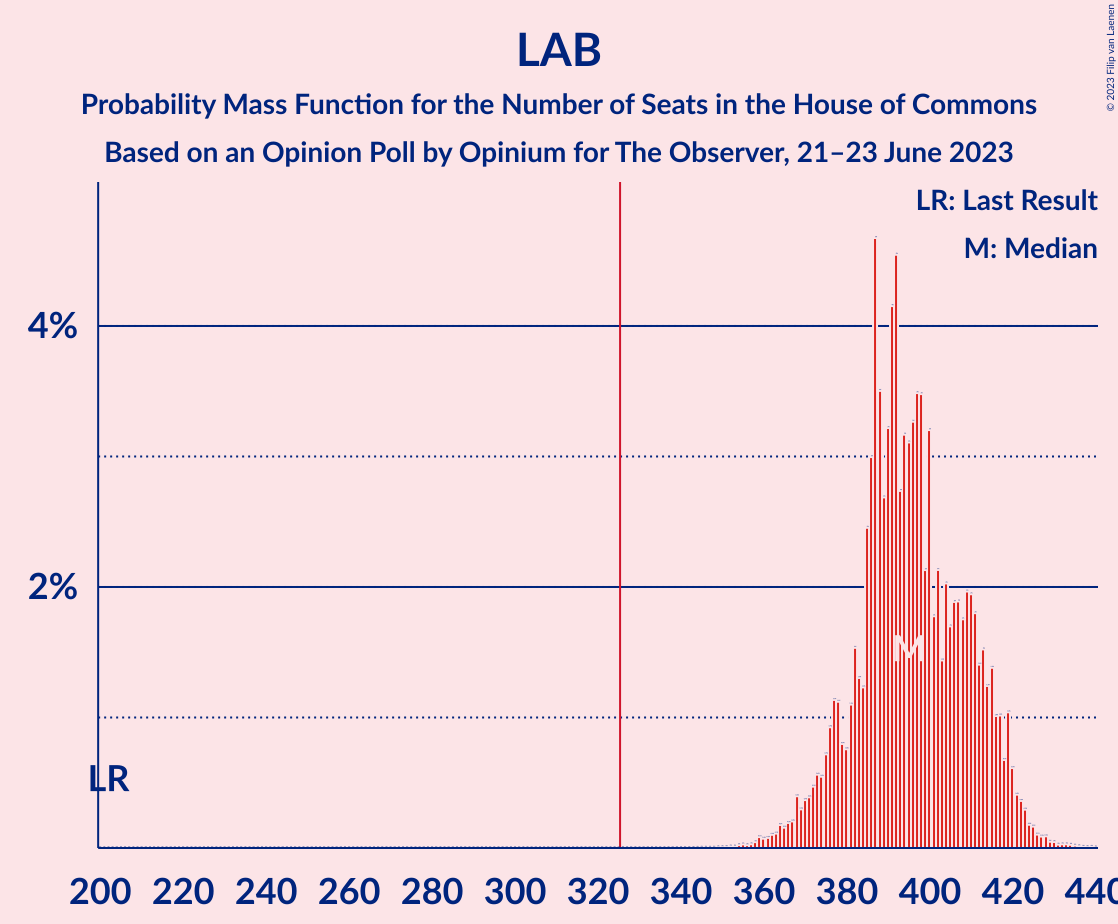 LAB
Probability Mass Function for the Number of Seats in the House of Commons
Based on an Opinion Poll by Opinium for The Observer, 21–23 June 2023
© 2023 Filip van Laenen
LR: Last Result
M: Median
4%
2%
M
LR
200 220 240 260 280 300 320 340 360 380 400 420 440